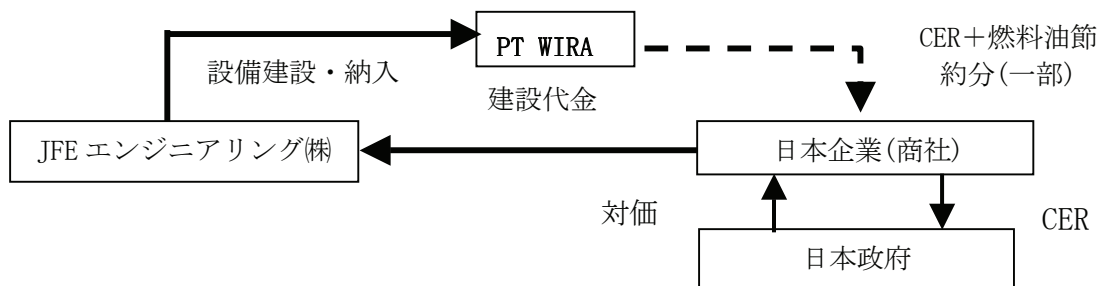 PT WIRA
CER＋燃料油節
約分(一部)
設備建設・納入
建設代金
JFE エンジニアリング㈱
日本企業(商社)
対価
CER
日本政府